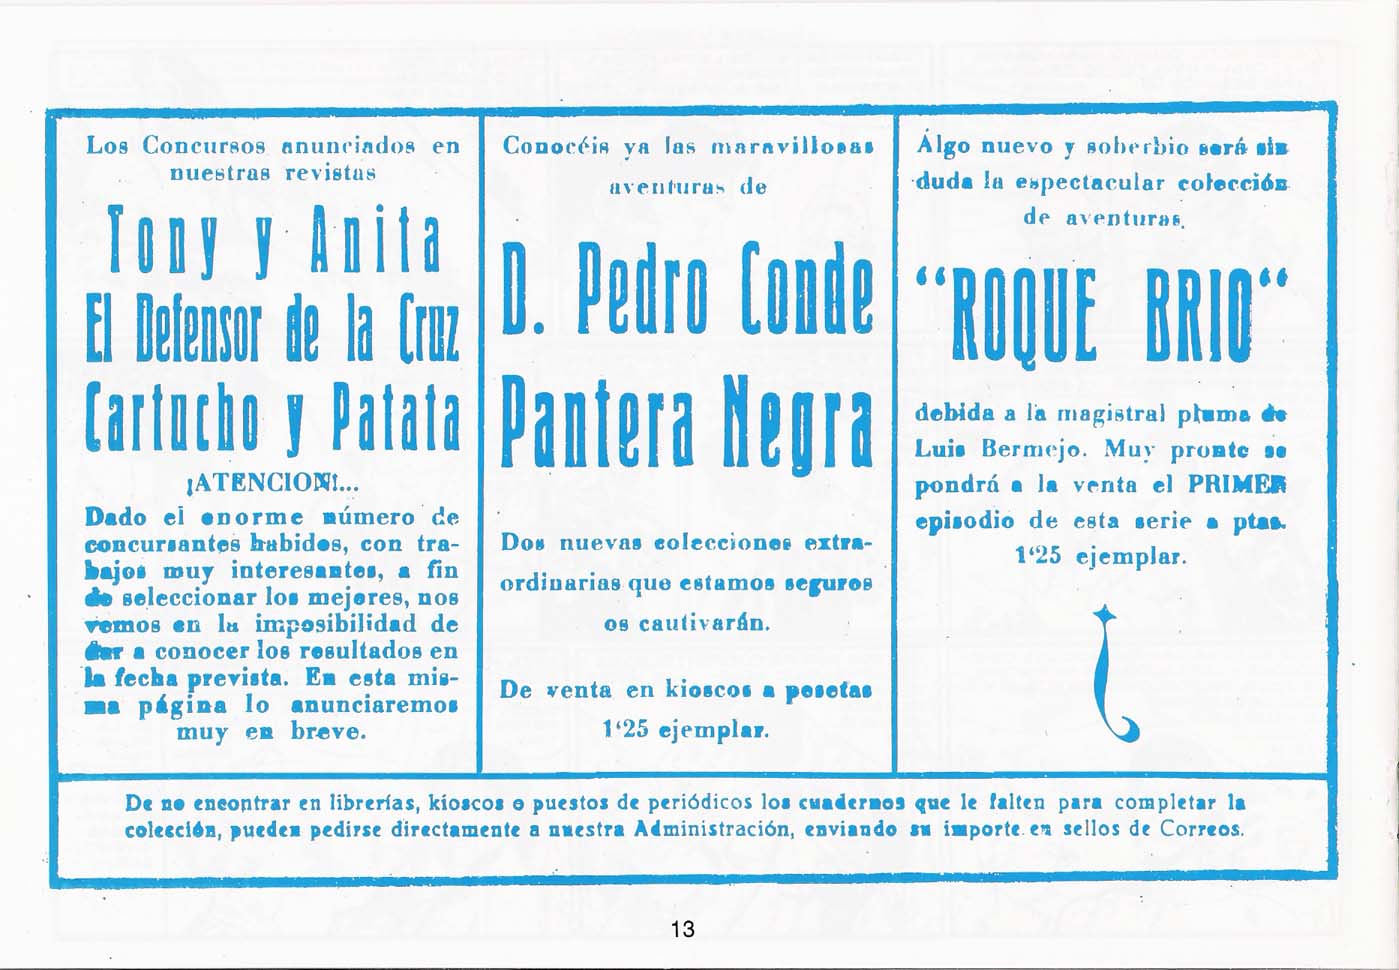 Los Concursos anunciados en
nuestras revistas
Tony y Anita
El Defensor de la Cruz
Cartucho y Patata
¡ATENCION!...
Dado el enorme número de
concursantes habidos, con tra-
bajos muy interesantes, a fin
de seleccionar los mejores, nos
vemos en la imposibilidad de
dar a conocer los resultados en
la fecha prevista. En esta mis-
ma página lo anunciaremos
muy en breve.
Conocéis ya las maravillosas
aventuras de
D. Pedro Conde
Pantera Negra
Dos nuevas colecciones extra-
ordinarias que estamos seguros
os cautivarán.
De venta en kioscos a pesetas
1‘25 ejemplar.
Álgo nuevo y soberbio será sin
duda la espectacular colección
de aventuras.
“ROQUE BRIO“
debida a la magistral pluma de
Luis Bermejo. Muy pronto se
pondrá a la venta el PRIMER
episodio de esta serie a ptas.
1‘25 ejemplar.
De no encontrar en librerías, kioscos o puestos de periódicos los cuadernos que le falten para completar la
colección, pueden pedirse directamente a nuestra Administración, enviando su importe en sellos de Correos.
13